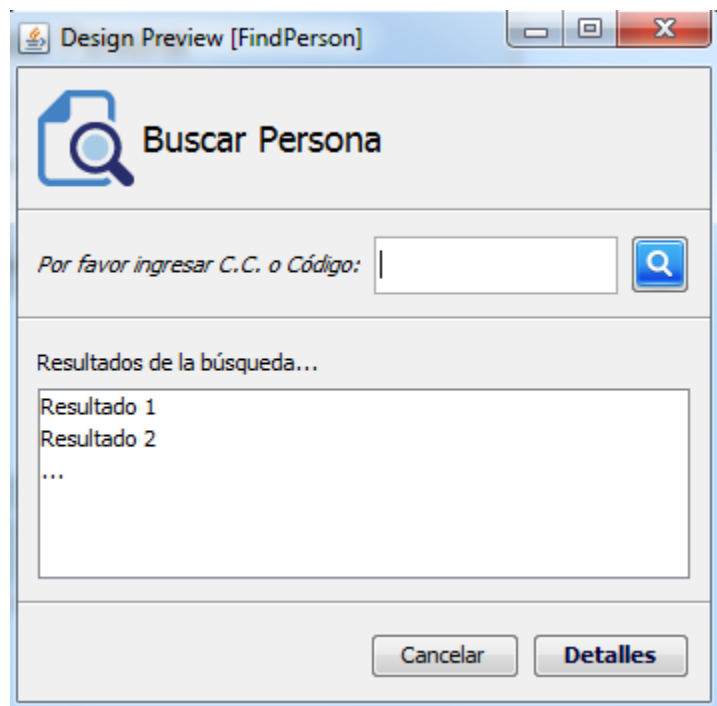 Design Preview [FindPerson]
Buscar Persona
Por favor ingresar C.C. o Código:
Resultados de la búsqueda...
Resultado 1
Resultado 2
...
Cancelar Detalles